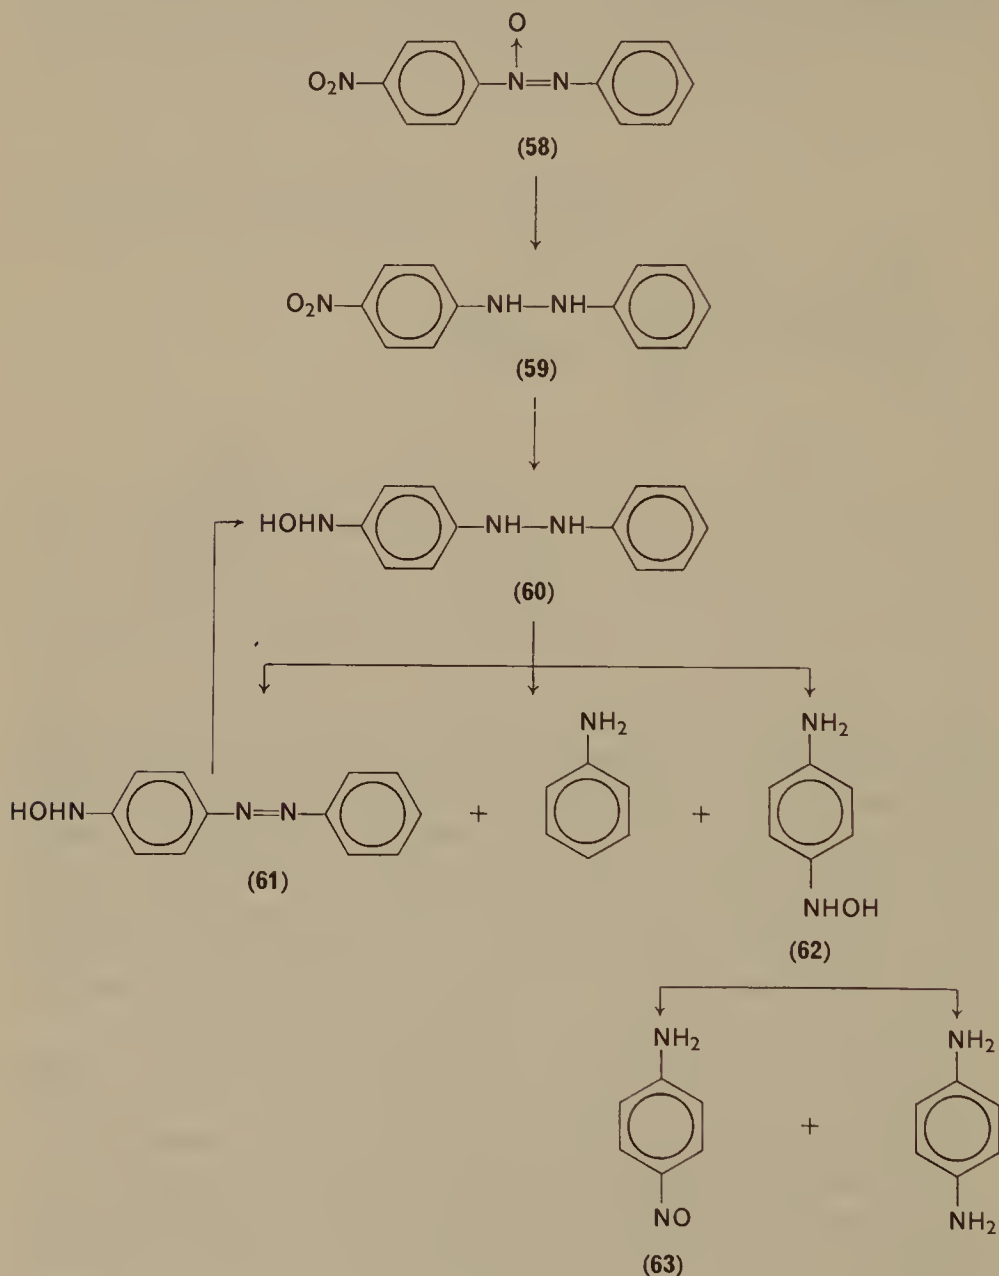 O
O₂N N=N
(58)
O₂N NH—NH
(59)
HOHN NH—NH
(60)
NH₂ NH₂
HOHN N=N + +
(61)
NHOH
(62)
NH₂ NH₂
+
NO NH₂
(63)